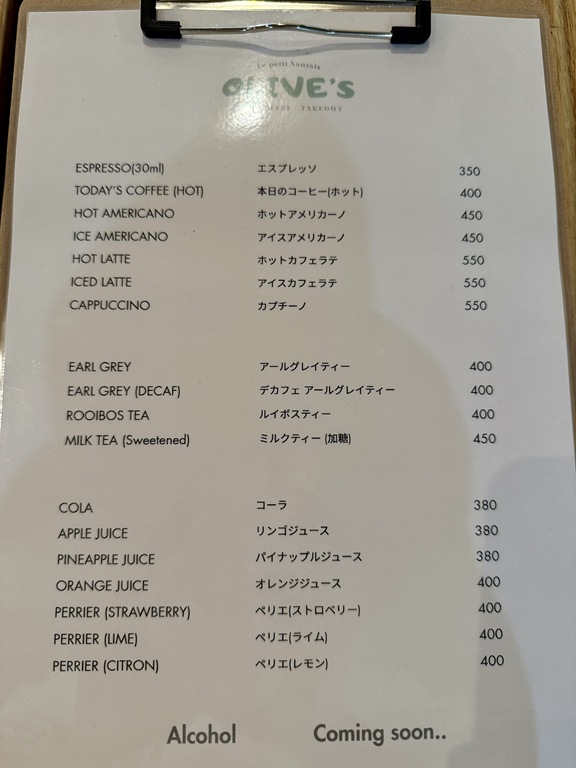 Le petit Nantais
OLIVE'S
TAKEOUT
ESPRESSO(30ml) エスプレッソ 350
TODAY'S COFFEE (HOT) 本日のコーヒー(ホット) 400
HOT AMERICANO ホットアメリカーノ 450
ICE AMERICANO アイスアメリカーノ 450
HOT LATTE ホットカフェラテ 550
ICED LATTE アイスカフェラテ 550
CAPPUCCINO カプチーノ 550
EARL GREY アールグレイティー 400
EARL GREY (DECAF) デカフェ アールグレイティー 400
ROOIBOS TEA ルイボスティー 400
MILK TEA (Sweetened) ミルクティー (加糖) 450
COLA コーラ 380
APPLE JUICE リンゴジュース 380
PINEAPPLE JUICE パイナップルジュース 380
ORANGE JUICE オレンジジュース 400
PERRIER (STRAWBERRY) ペリエ(ストロベリー) 400
PERRIER (LIME) ペリエ(ライム) 400
PERRIER (CITRON) ペリエ(レモン) 400
Alcohol Coming soon..